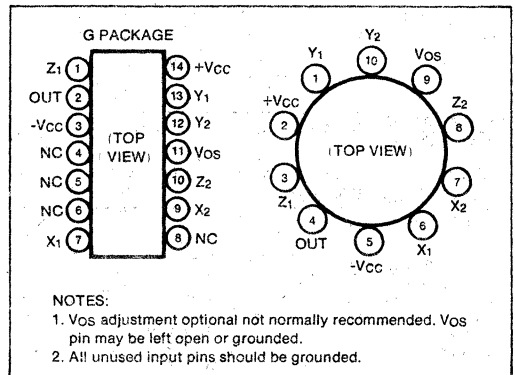 G PACKAGE
Z1 1
OUT 2
-VCC 3
NC 4
NC 5
NC 6
X1 7
14 +VCC
13 Y1
12 Y2
11 VOS
10 Z2
9 X2
8 NC
(TOP
VIEW)
Y1 1
+VCC 2
3 Z1
4 OUT
5 -VCC
6 X1
7 X2
8 Z2
9 VOS
Y2 10
(TOP VIEW)
NOTES:
1. VOS adjustment optional not normally recommended. VOS
pin may be left open or grounded.
2. All unused input pins should be grounded.